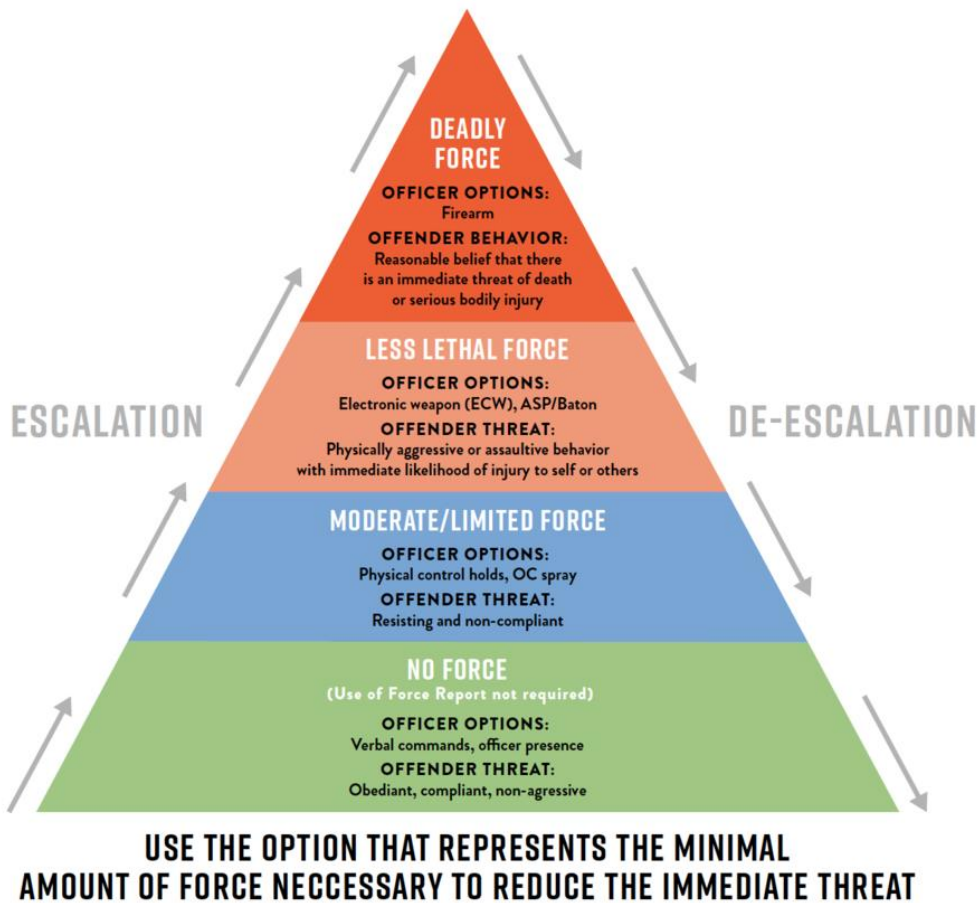 DEADLY
FORCE
OFFICER OPTIONS:
Firearm
OFFENDER BEHAVIOR:
Reasonable belief that there
is an immediate threat of death
or serious bodily injury
LESS LETHAL FORCE
OFFICER OPTIONS:
Electronic weapon (ECW), ASP/Baton
OFFENDER THREAT:
Physically aggressive or assaultive behavior
with immediate likelihood of injury to self or others
ESCALATION
DE-ESCALATION
MODERATE/LIMITED FORCE
OFFICER OPTIONS:
Physical control holds, OC spray
OFFENDER THREAT:
Resisting and non-compliant
NO FORCE
(Use of Force Report not required)
OFFICER OPTIONS:
Verbal commands, officer presence
OFFENDER THREAT:
Obediant, compliant, non-agressive
USE THE OPTION THAT REPRESENTS THE MINIMAL
AMOUNT OF FORCE NECCESSARY TO REDUCE THE IMMEDIATE THREAT